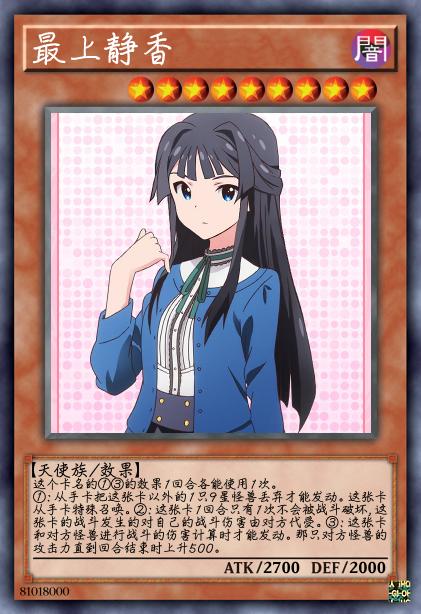 最上静香
闇
【天使族/效果】
这个卡名的①③的效果1回合各能使用1次。
①:从手卡把这张卡以外的1只9星怪兽丢弃才能发动。这张卡
从手卡特殊召唤。②:这张卡1回合只有1次不会被战斗破坏,这
张卡的战斗发生的对自己的战斗伤害由对方代受。③:这张卡
和对方怪兽进行战斗的伤害计算时才能发动。那只对方怪兽的
攻击力直到回合结束时上升500。
ATK/2700 DEF/2000
81018000